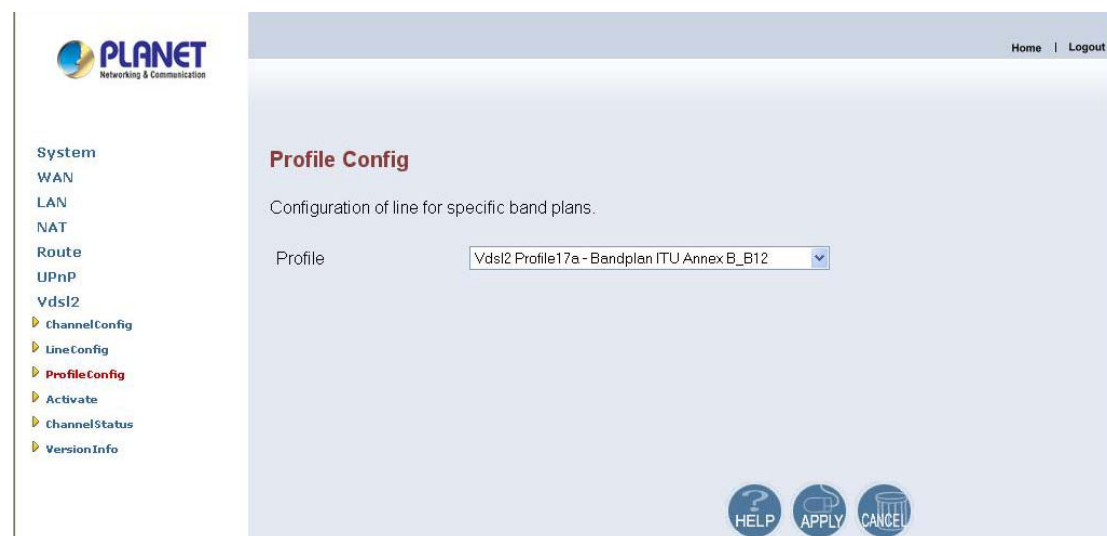 PLANET
Networking & Communication
Home | Logout
System
WAN
LAN
NAT
Route
UPnP
Vdsl2
ChannelConfig
LineConfig
ProfileConfig
Activate
ChannelStatus
VersionInfo
Profile Config
Configuration of line for specific band plans.
Profile
Vdsl2 Profile17a - Bandplan ITU Annex B_B12
HELP
APPLY
CANCEL